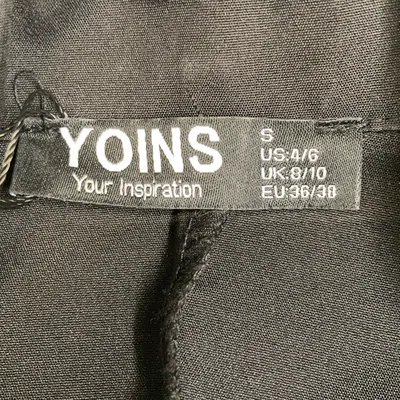 YOINS
Your Inspiration
S
US:4/6
UK:8/10
EU:36/38